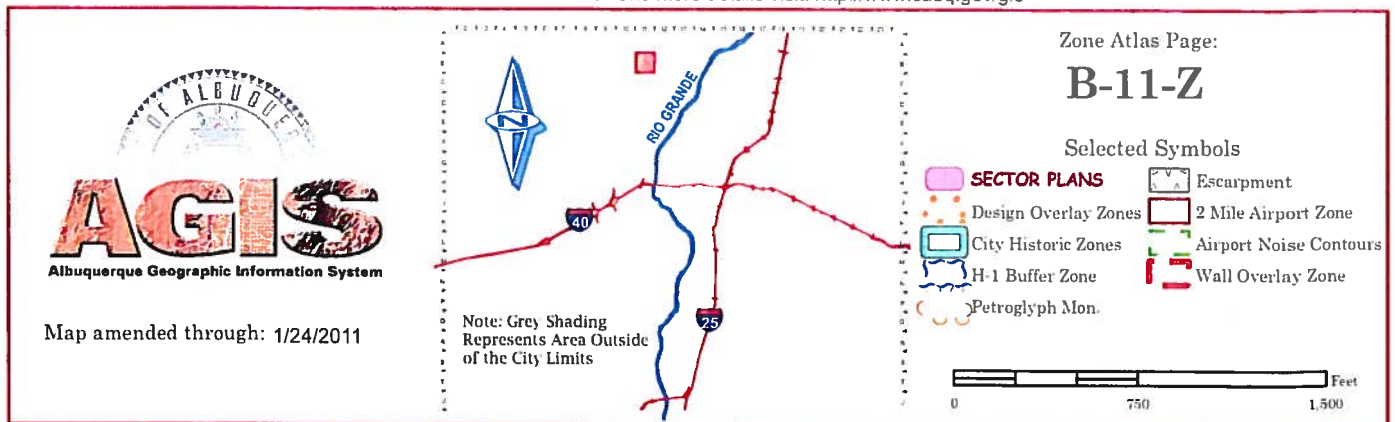 OF ALBUQUE
AGIS
Albuquerque Geographic Information System
Map amended through: 1/24/2011
RIO GRANDE
N
40
25
Note: Grey Shading
Represents Area Outside
of the City Limits
Zone Atlas Page:
B-11-Z
Selected Symbols
SECTOR PLANS
Design Overlay Zones
City Historic Zones
H-1 Buffer Zone
Petroglyph Mon.
Escarpment
2 Mile Airport Zone
Airport Noise Contours
Wall Overlay Zone
Feet
0 750 1,500